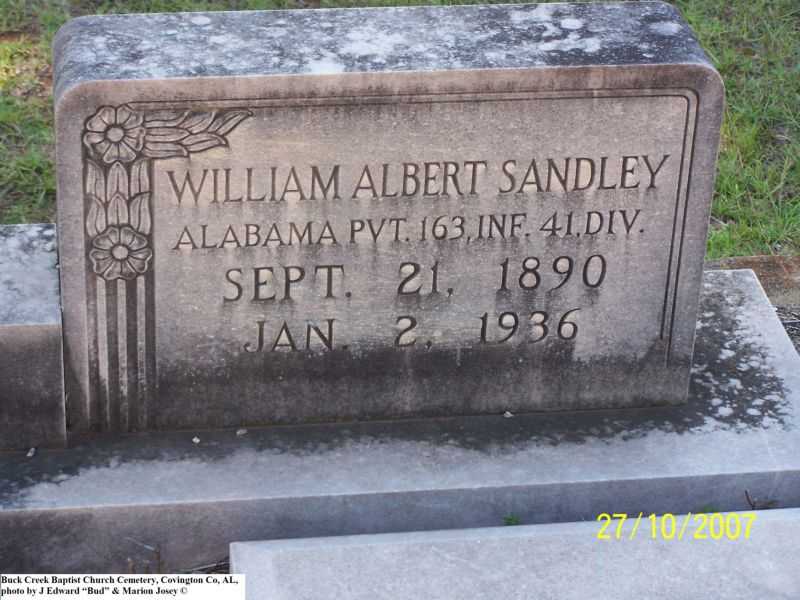 WILLIAM ALBERT SANDLEY
ALABAMA PVT. 163, INF. 41, DIV.
SEPT. 21, 1890
JAN. 2, 1936
27/10/2007
Buck Creek Baptist Church Cemetery, Covington Co, AL,
photo by J Edward “Bud” & Marion Josey ©